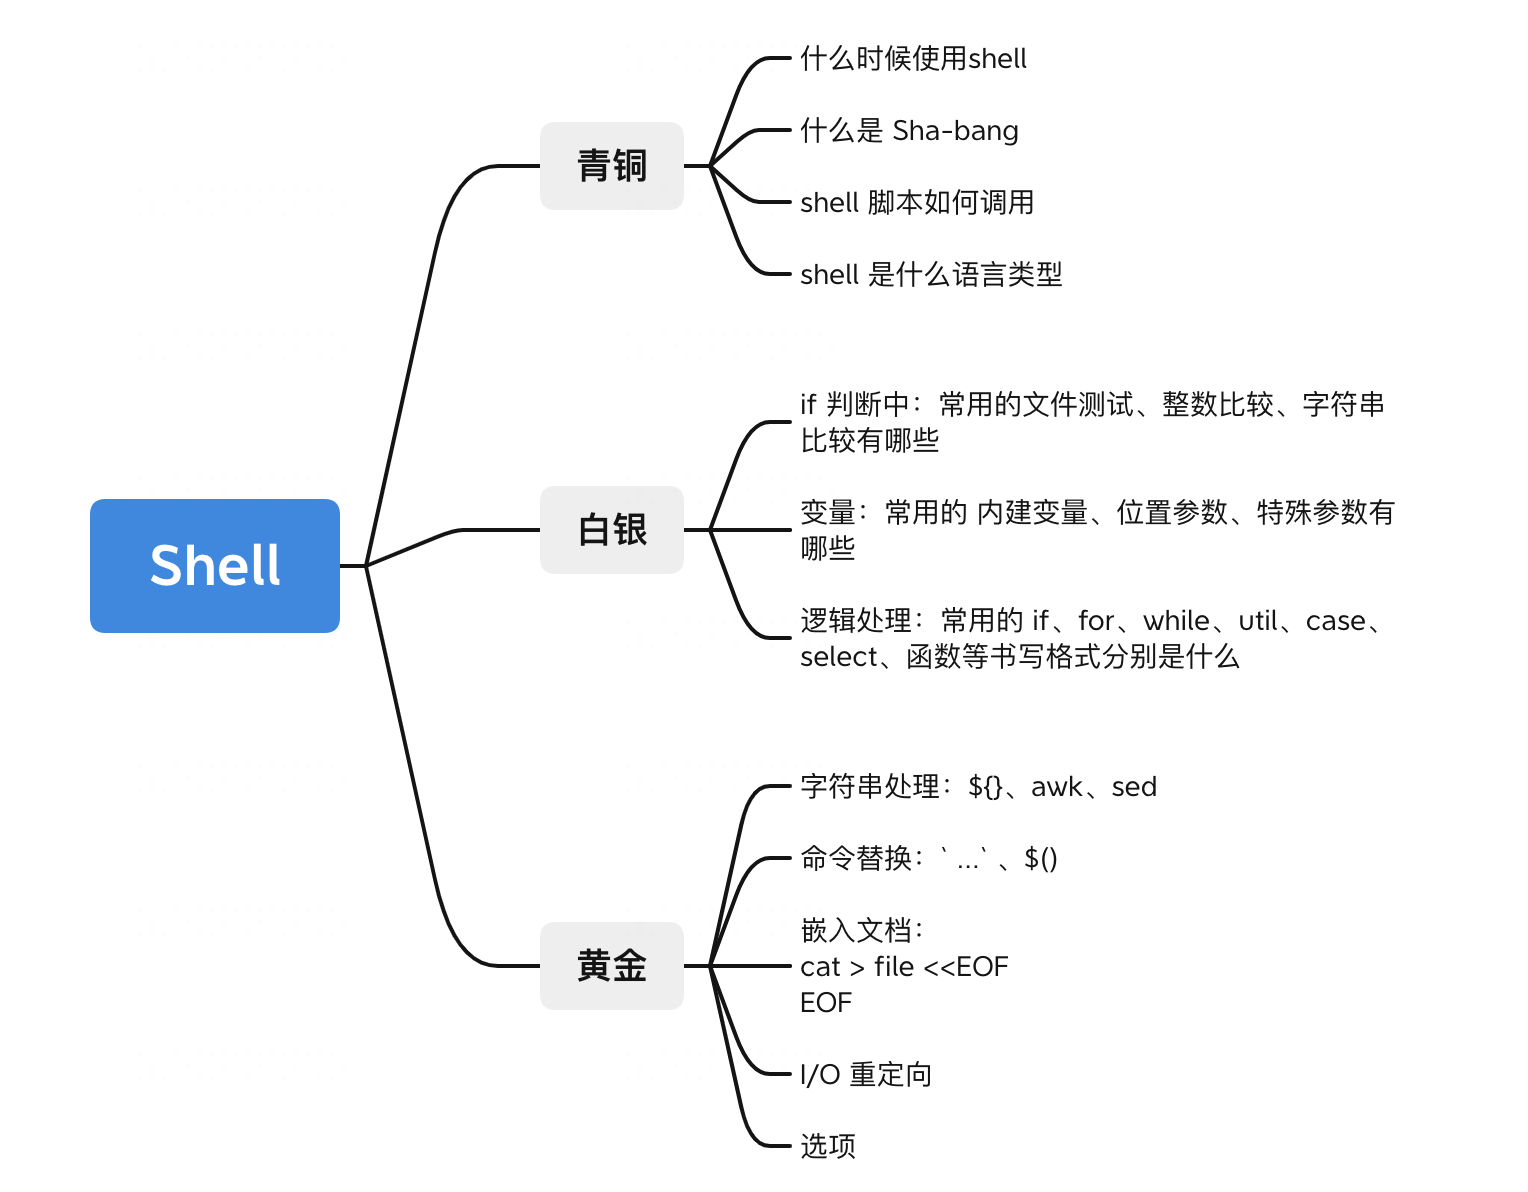 Shell
青铜
什么时候使用shell
什么是 Sha-bang
shell 脚本如何调用
shell 是什么语言类型
白银
if 判断中：常用的文件测试、整数比较、字符串
比较有哪些
变量：常用的 内建变量、位置参数、特殊参数有
哪些
逻辑处理：常用的 if、for、while、util、case、
select、函数等书写格式分别是什么
黄金
字符串处理：${}、awk、sed
命令替换：` ...` 、$()
嵌入文档：
cat > file <<EOF
EOF
I/O 重定向
选项